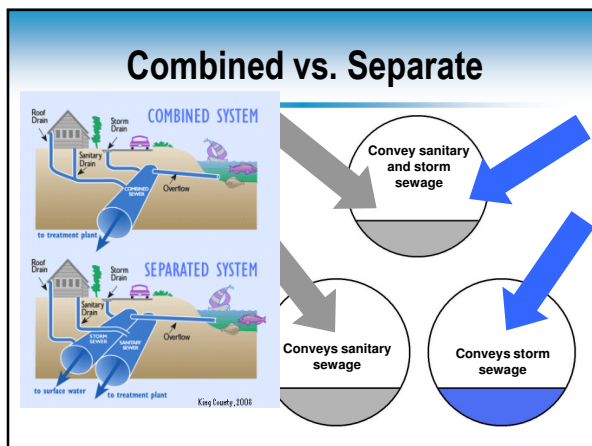 Combined vs. Separate
COMBINED SYSTEM
Roof
Drain
Storm
Drain
Sanitary
Drain
COMBINED
SEWER
Overflow
to treatment plant
SEPARATED SYSTEM
Roof
Drain
Sanitary
Drain
Storm
Drain
STORM
SEWER
SANITARY
SEWER
Overflow
to surface water
to treatment plant
King County, 2008
Convey sanitary
and storm
sewage
Conveys sanitary
sewage
Conveys storm
sewage